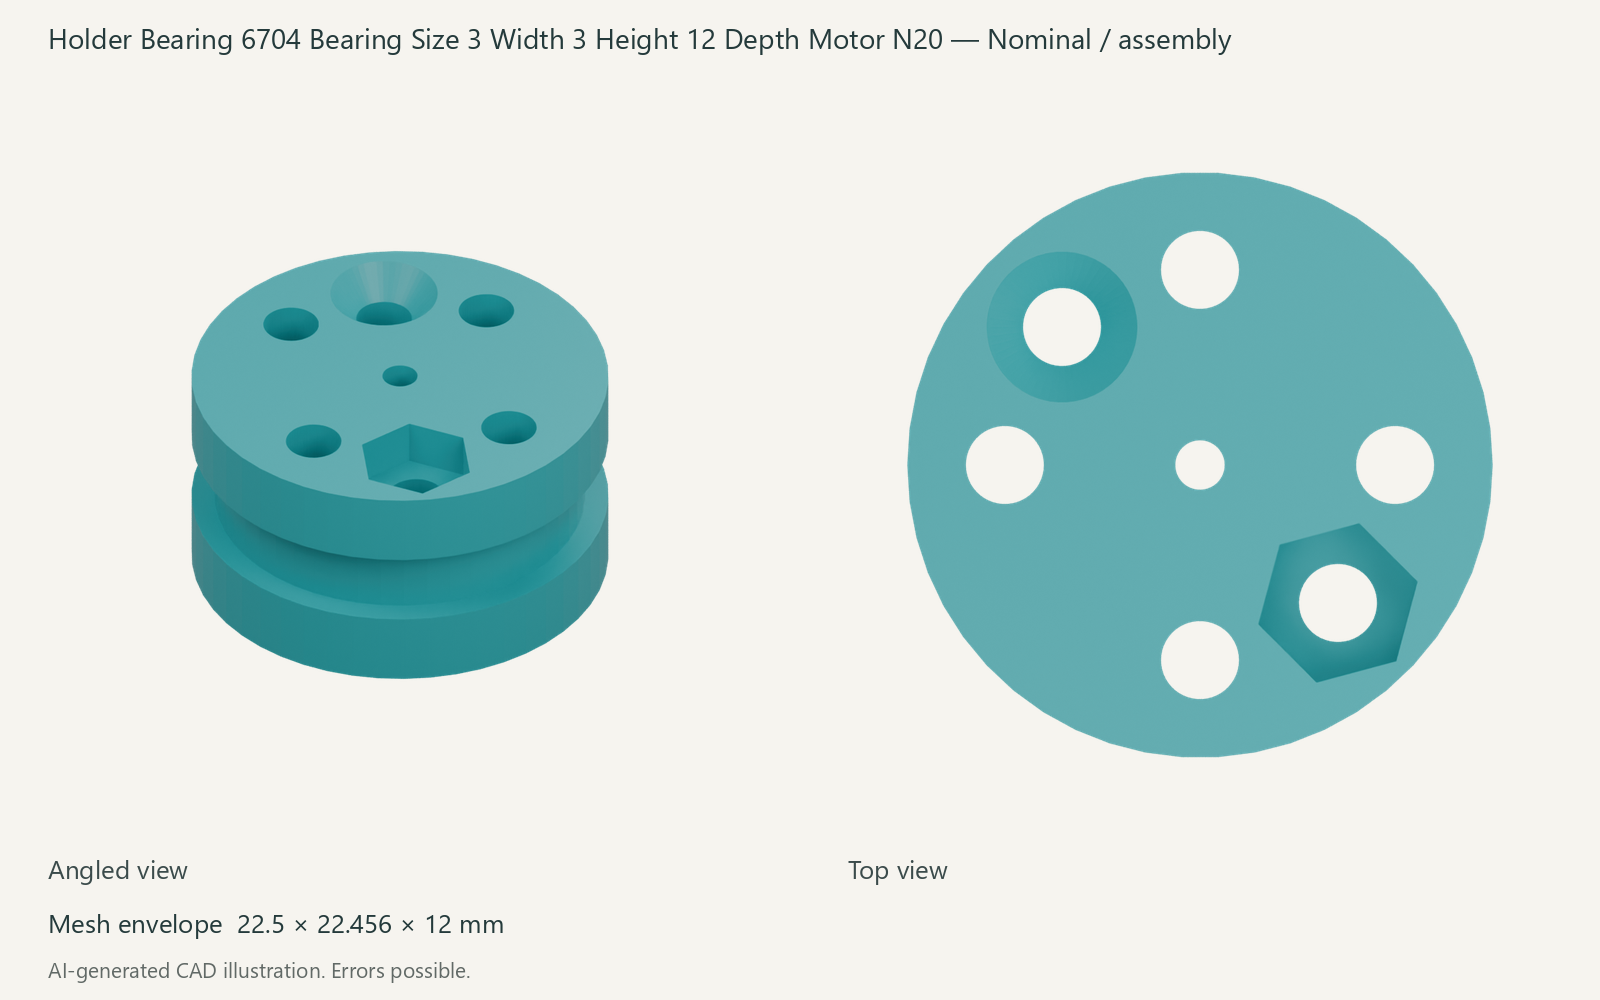 Holder Bearing 6704 Bearing Size 3 Width 3 Height 12 Depth Motor N20 — Nominal / assembly
Angled view
Top view
Mesh envelope 22.5 × 22.456 × 12 mm
AI-generated CAD illustration. Errors possible.